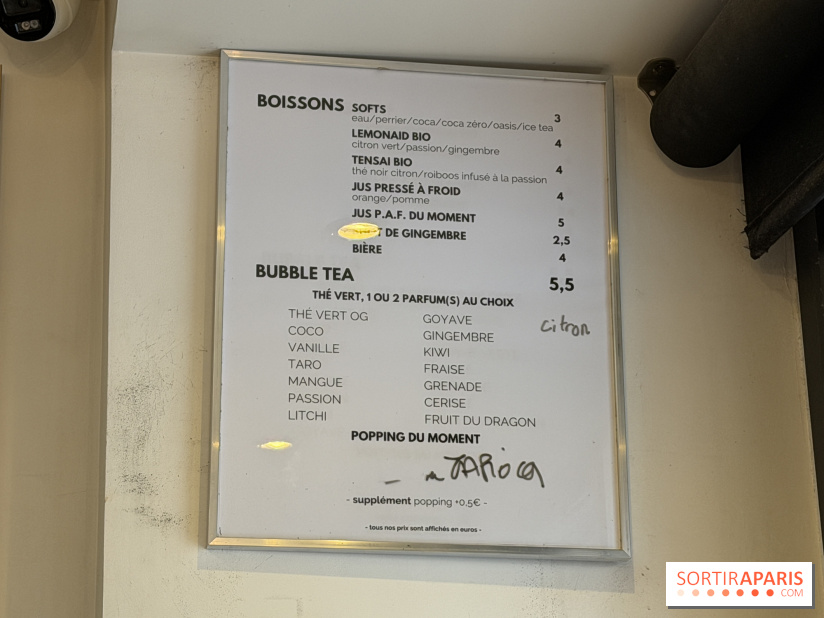 BOISSONS SOFTS 3
eau/perrier/coca/coca zéro/oasis/ice tea
LEMONAID BIO 4
citron vert/passion/gingembre
TENSAI BIO 4
thé noir citron/roiboos infusé à la passion
JUS PRESSÉ À FROID 4
orange/pomme
JUS P.A.F. DU MOMENT 5
DE GINGEMBRE 2,5
BIÈRE 4
BUBBLE TEA 5,5
THÉ VERT, 1 OU 2 PARFUM(S) AU CHOIX
THÉ VERT OG
COCO
VANILLE
TARO
MANGUE
PASSION
LITCHI
GOYAVE
GINGEMBRE
KIWI
FRAISE
GRENADE
CERISE
FRUIT DU DRAGON
citron
POPPING DU MOMENT
TAPIOCA
- supplément popping +0.5€ -
- tous nos prix sont affichés en euros -
SORTIRAPARIS
.COM